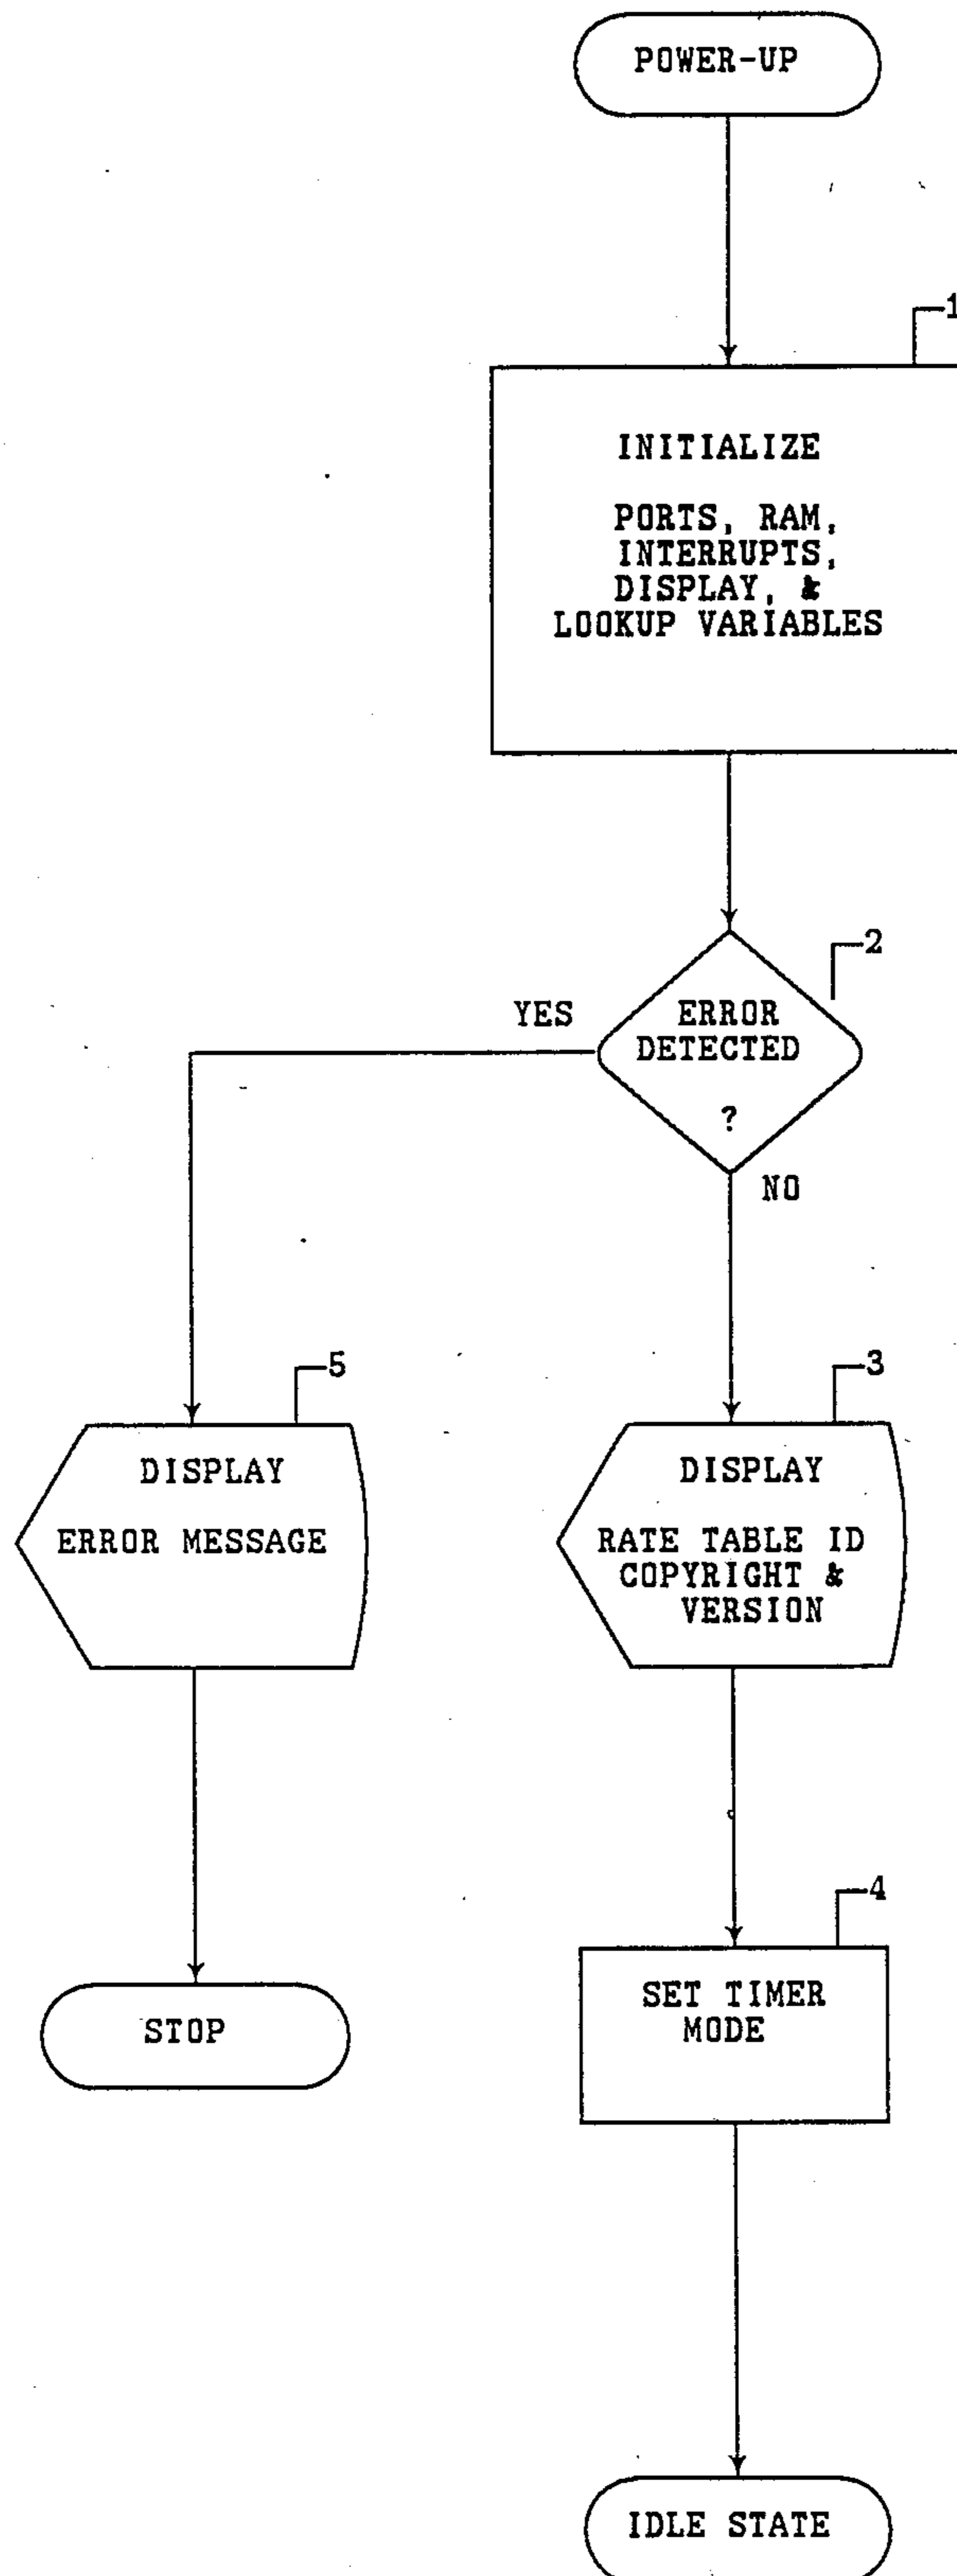 POWER-UP
1
INITIALIZE
PORTS, RAM,
INTERRUPTS,
DISPLAY, &
LOOKUP VARIABLES
2
YES
ERROR
DETECTED
?
NO
5
3
DISPLAY
ERROR MESSAGE
DISPLAY
RATE TABLE ID
COPYRIGHT &
VERSION
4
SET TIMER
MODE
STOP
IDLE STATE